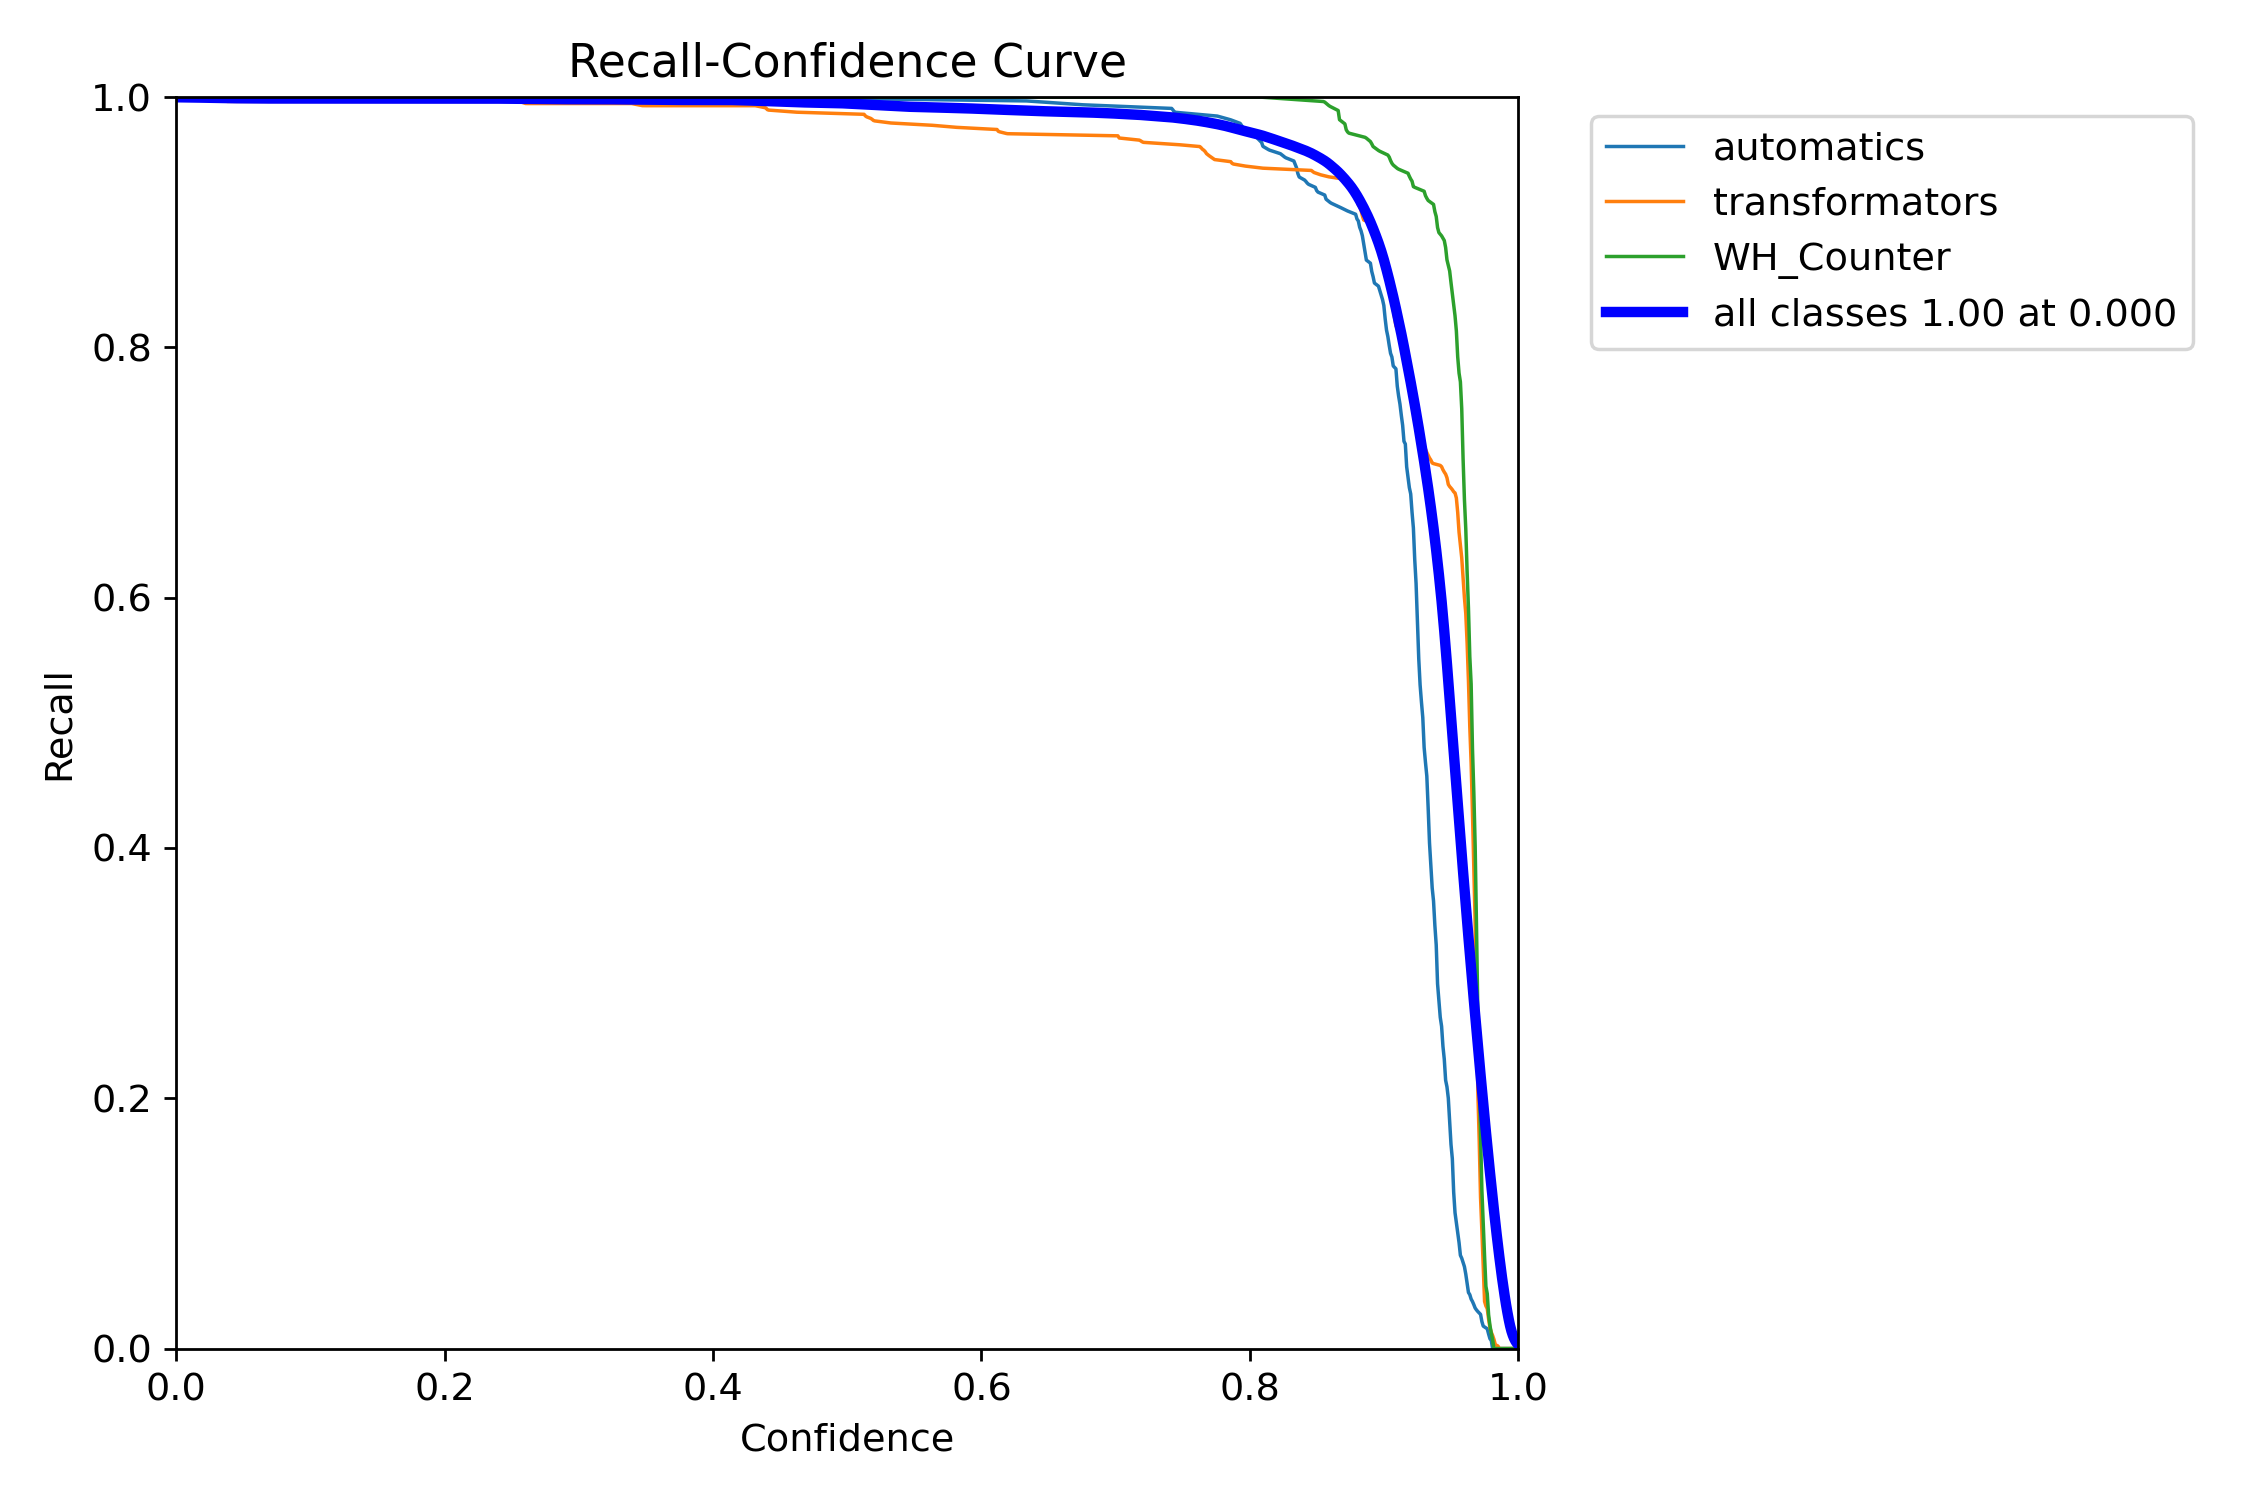 Recall-Confidence Curve
1.0
0.8
0.6
0.4
0.2
0.0
Recall
0.0 0.2 0.4 0.6 0.8 1.0
Confidence
automatics
transformators
WH_Counter
all classes 1.00 at 0.000